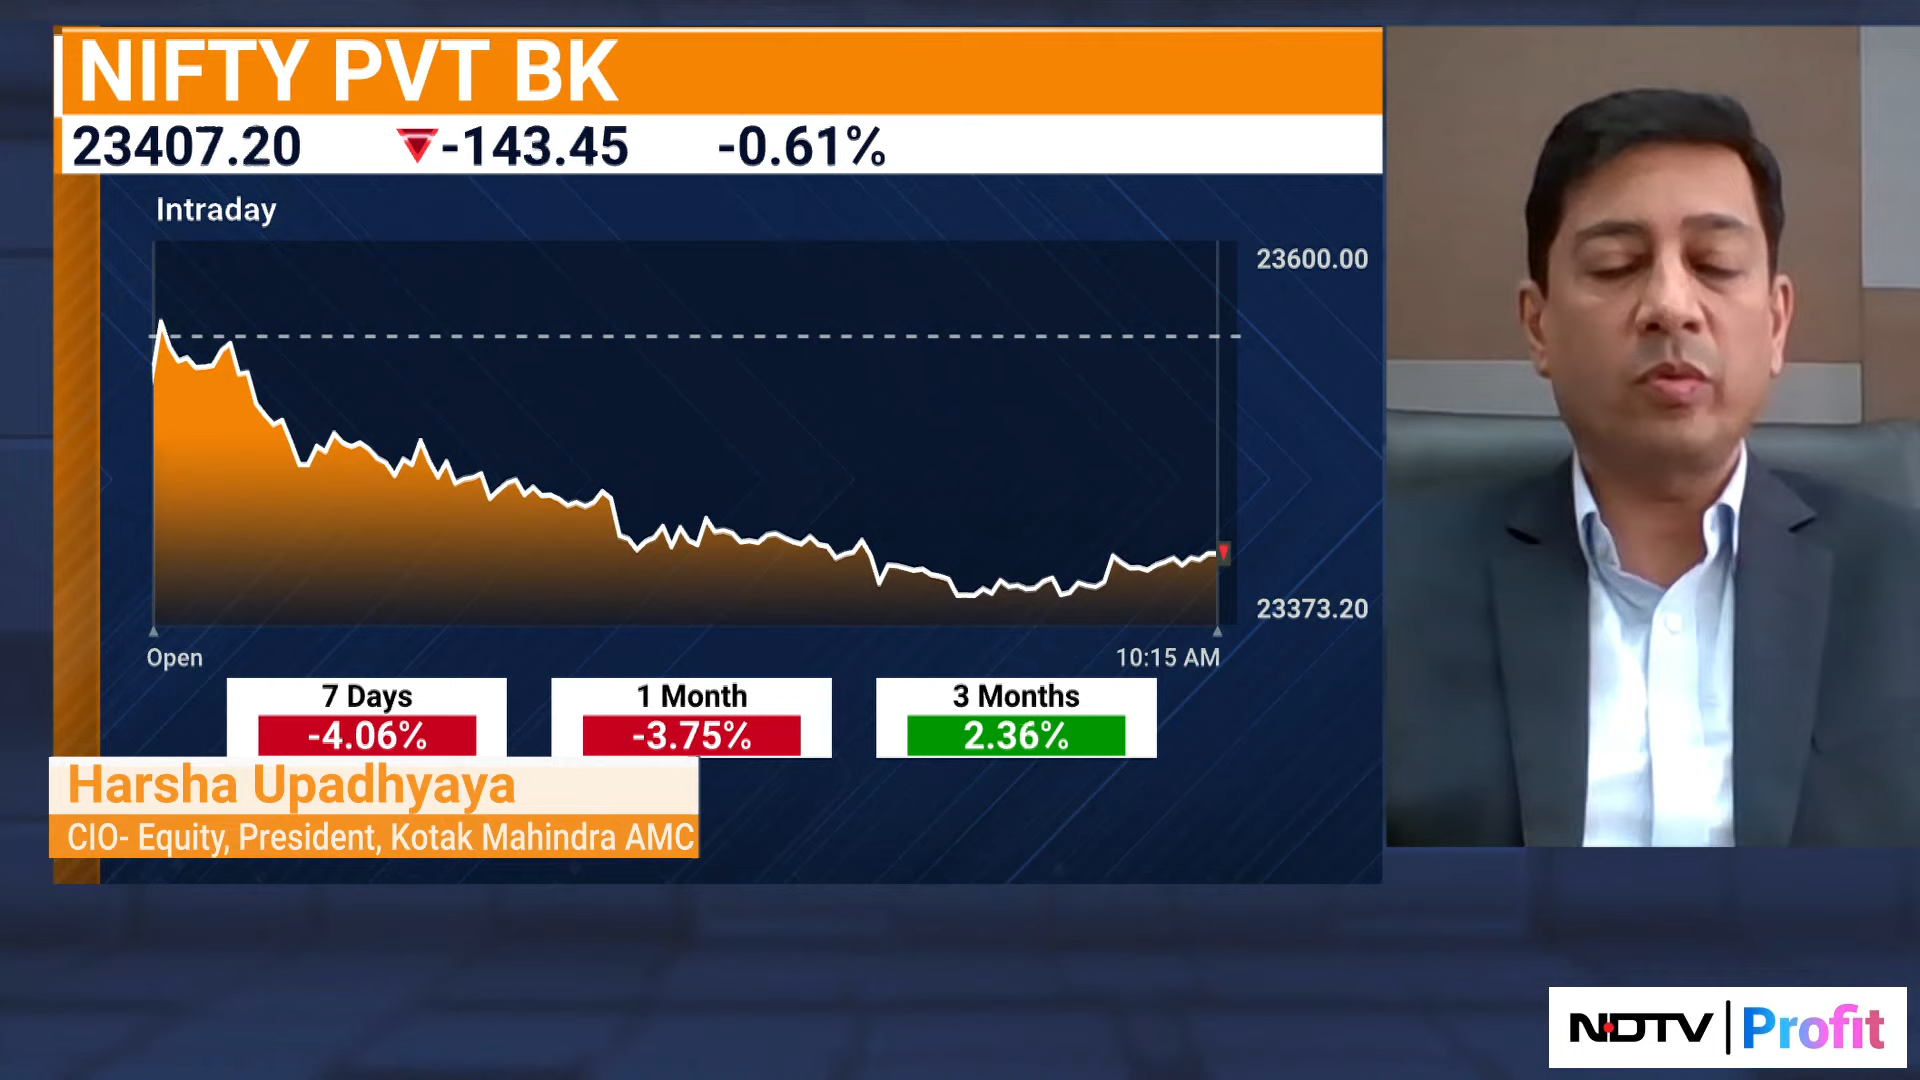 NIFTY PVT BK
23407.20 -143.45 -0.61%
Intraday
23600.00
23373.20
Open 10:15 AM
7 Days 1 Month 3 Months
-4.06% -3.75% 2.36%
Harsha Upadhyaya
CIO- Equity, President, Kotak Mahindra AMC
NDTV Profit